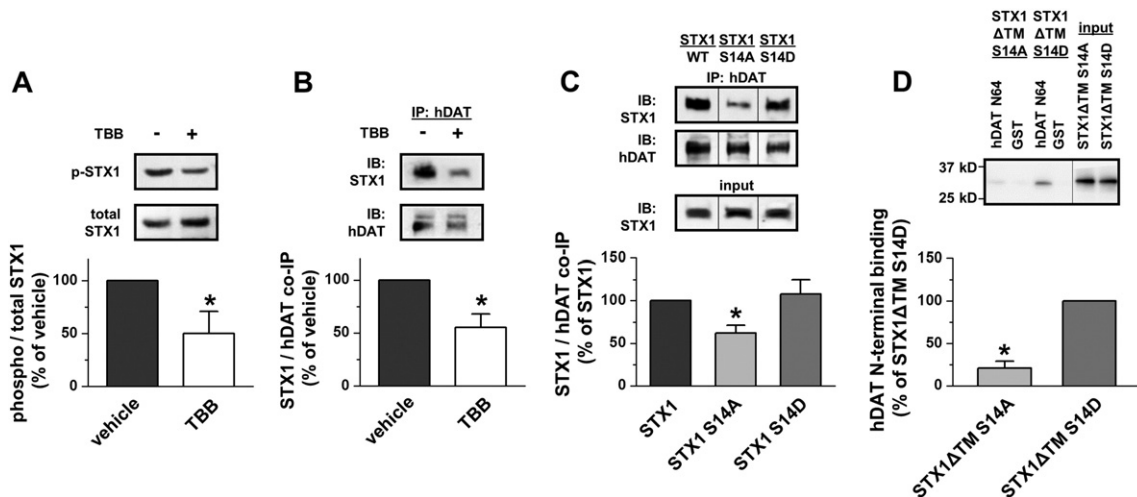 A
TBB - +
p-STX1
total
STX1
phospho / total STX1
(% of vehicle)
100
50
0
*
vehicle
TBB
B
IP: hDAT
TBB - +
IB:
STX1
IB:
hDAT
STX1 / hDAT co-IP
(% of vehicle)
100
50
0
*
vehicle
TBB
C
STX1 STX1 STX1
WT S14A S14D
IP: hDAT
IB:
STX1
IB:
hDAT
input
IB:
STX1
STX1 / hDAT co-IP
(% of STX1)
150
100
50
0
*
STX1
STX1 S14A
STX1 S14D
D
STX1 STX1
ΔTM ΔTM
S14A S14D
input
hDAT N64
GST
hDAT N64
GST
STX1ΔTM S14A
STX1ΔTM S14D
37 kD
25 kD
hDAT N-terminal binding
(% of STX1ΔTM S14D)
150
100
50
0
*
STX1ΔTM S14A
STX1ΔTM S14D